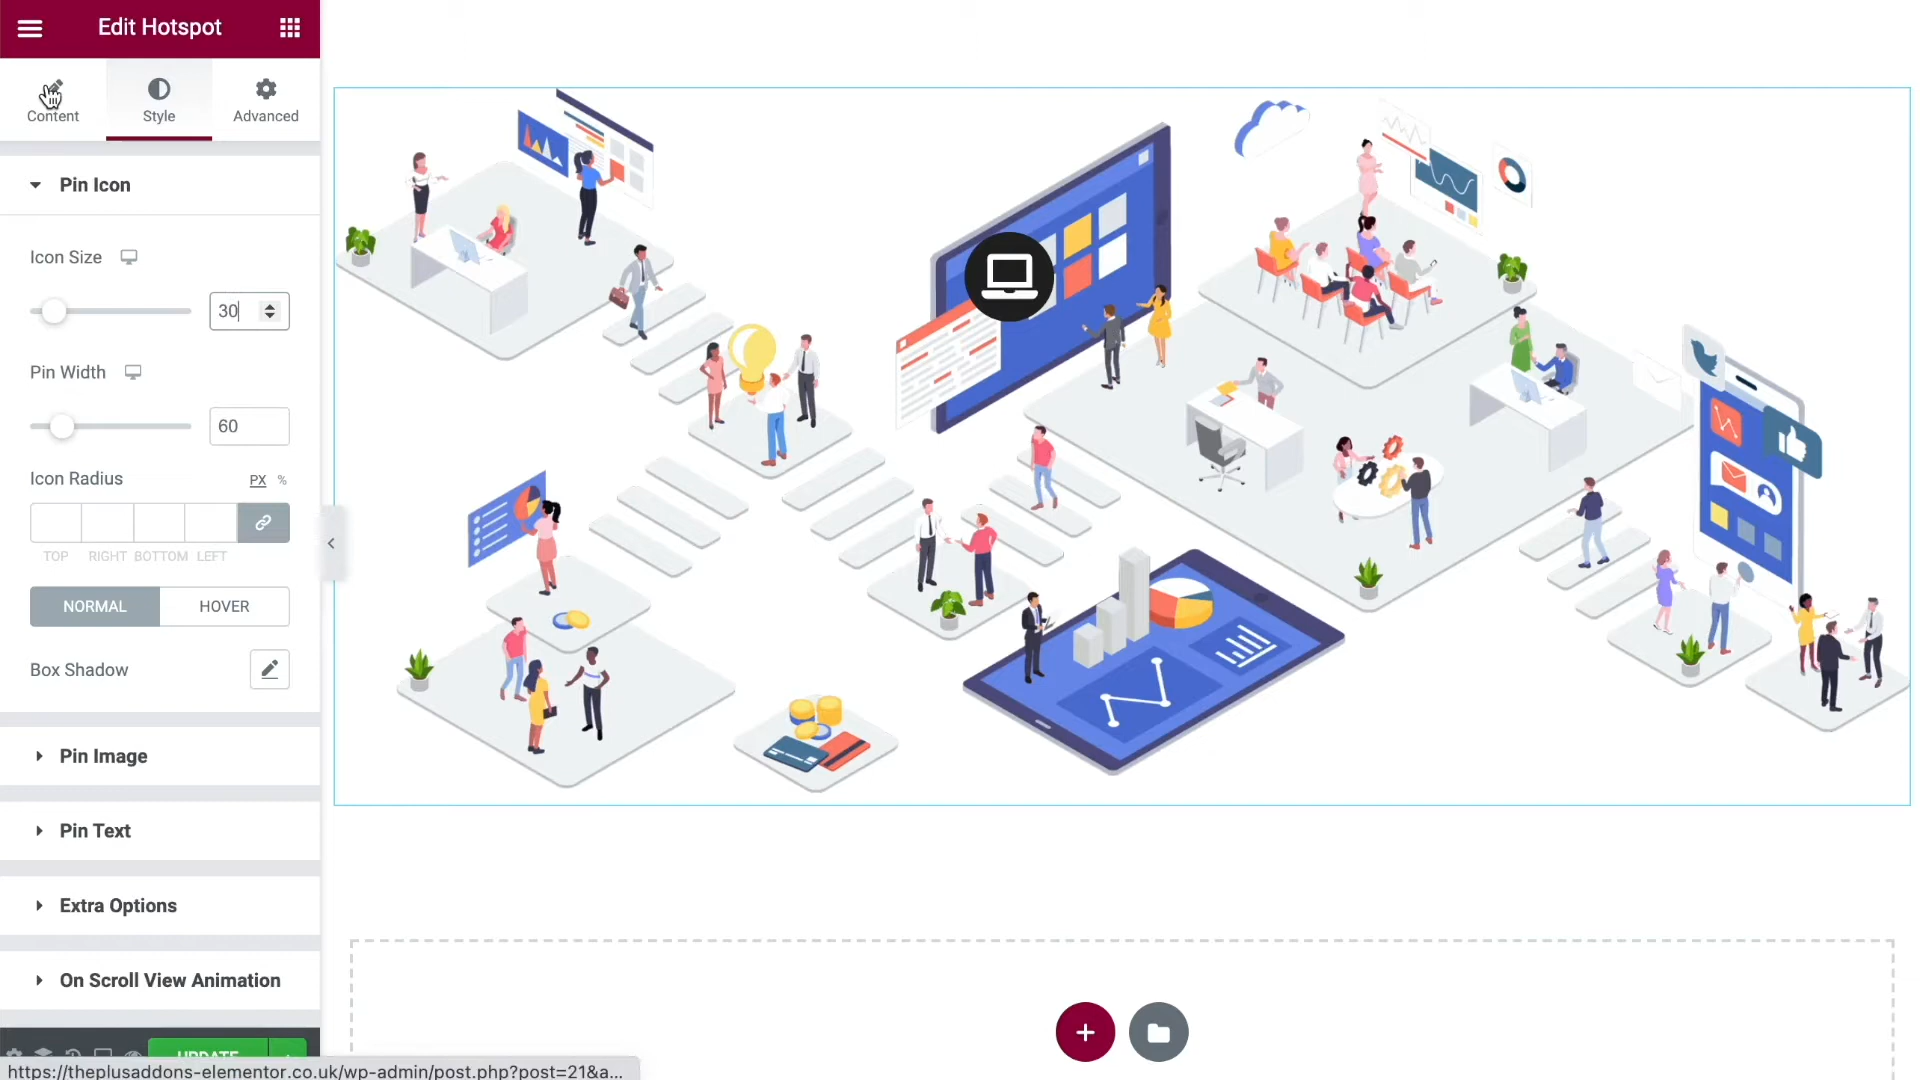 Edit Hotspot
Content
Style
Advanced
Pin Icon
Icon Size
30
Pin Width
60
Icon Radius
PX %
TOP RIGHT BOTTOM LEFT
NORMAL HOVER
Box Shadow
Pin Image
Pin Text
Extra Options
On Scroll View Animation
UPDATE
https://theplusaddons-elementor.co.uk/wp-admin/post.php?post=21&a...